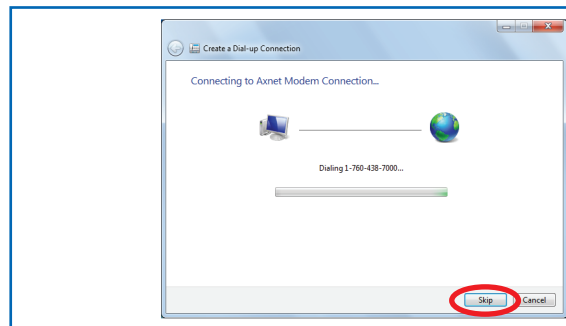 Create a Dial-up Connection
Connecting to Axnet Modem Connection...
Dialing 1-760-438-7000...
Skip Cancel